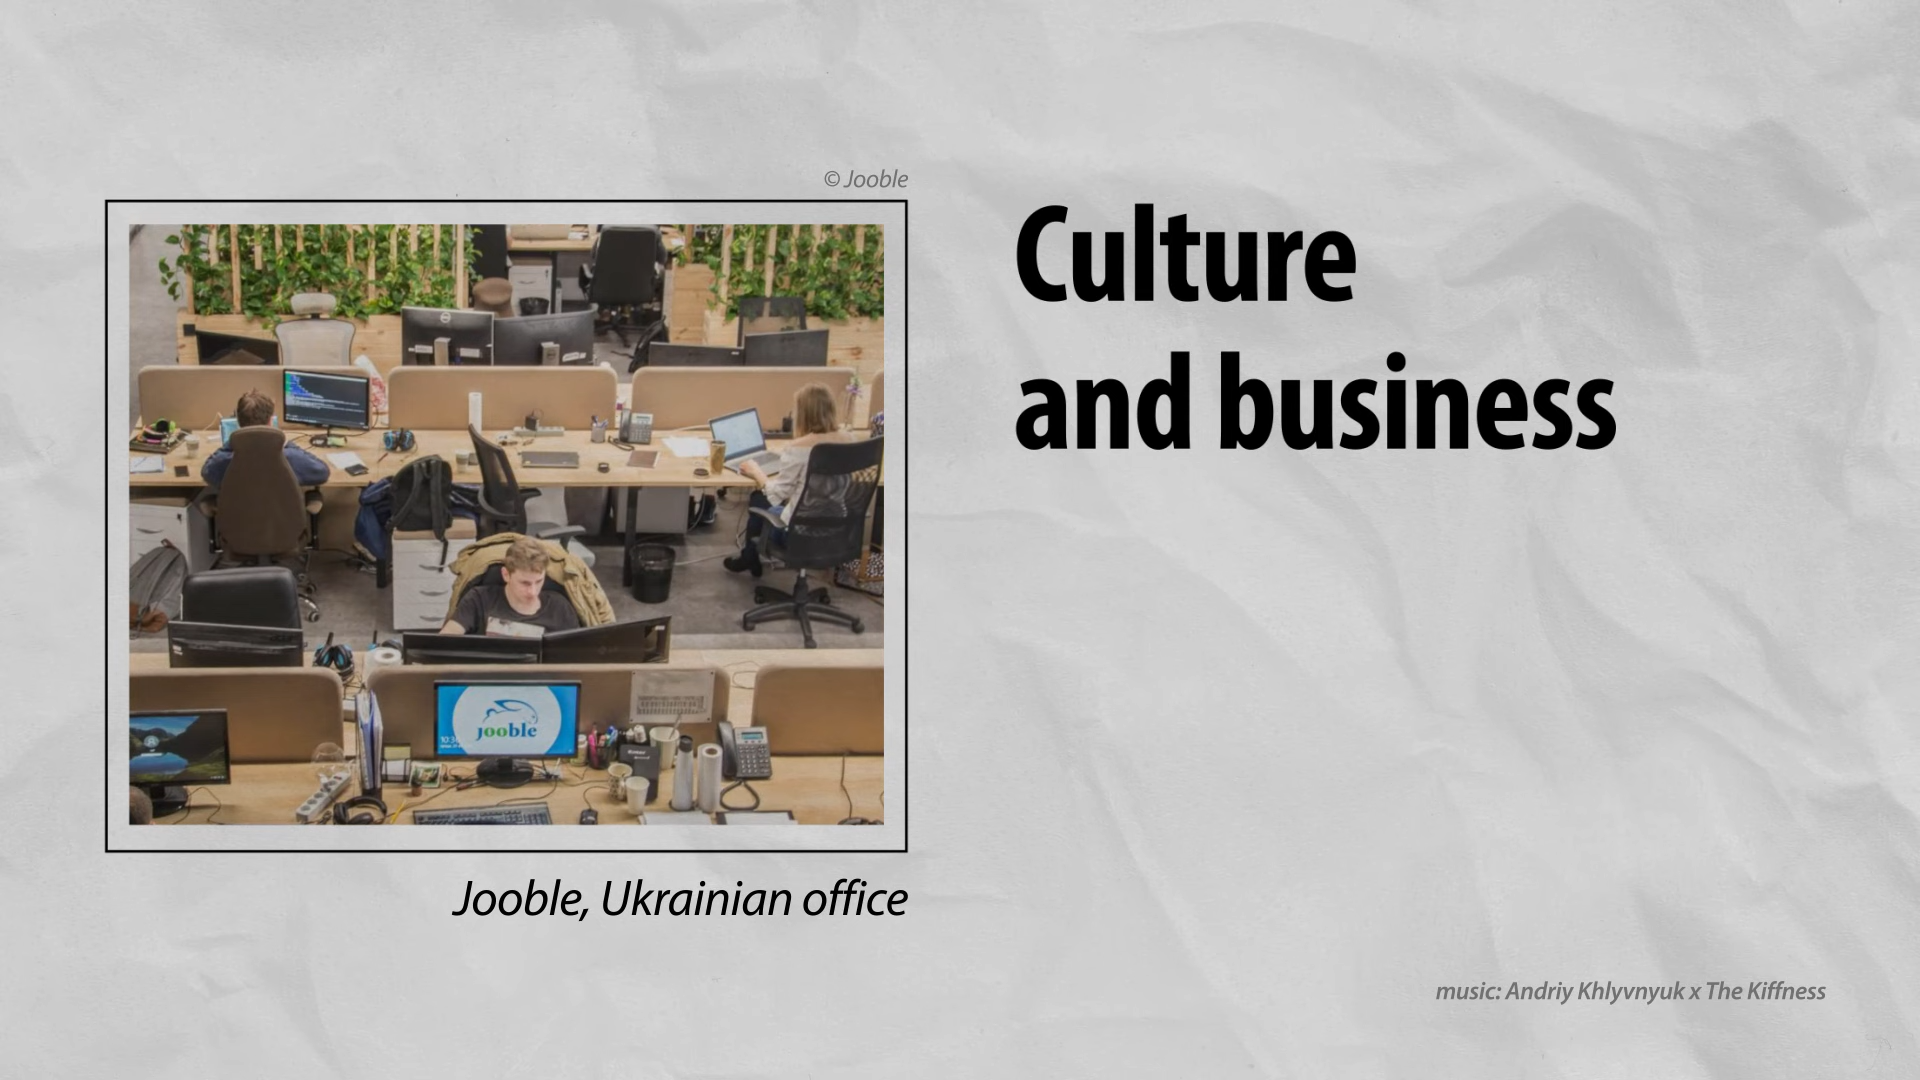 © Jooble
Culture
and business
jooble
Jooble, Ukrainian office
music: Andriy Khlyvnyuk x The Kiffness